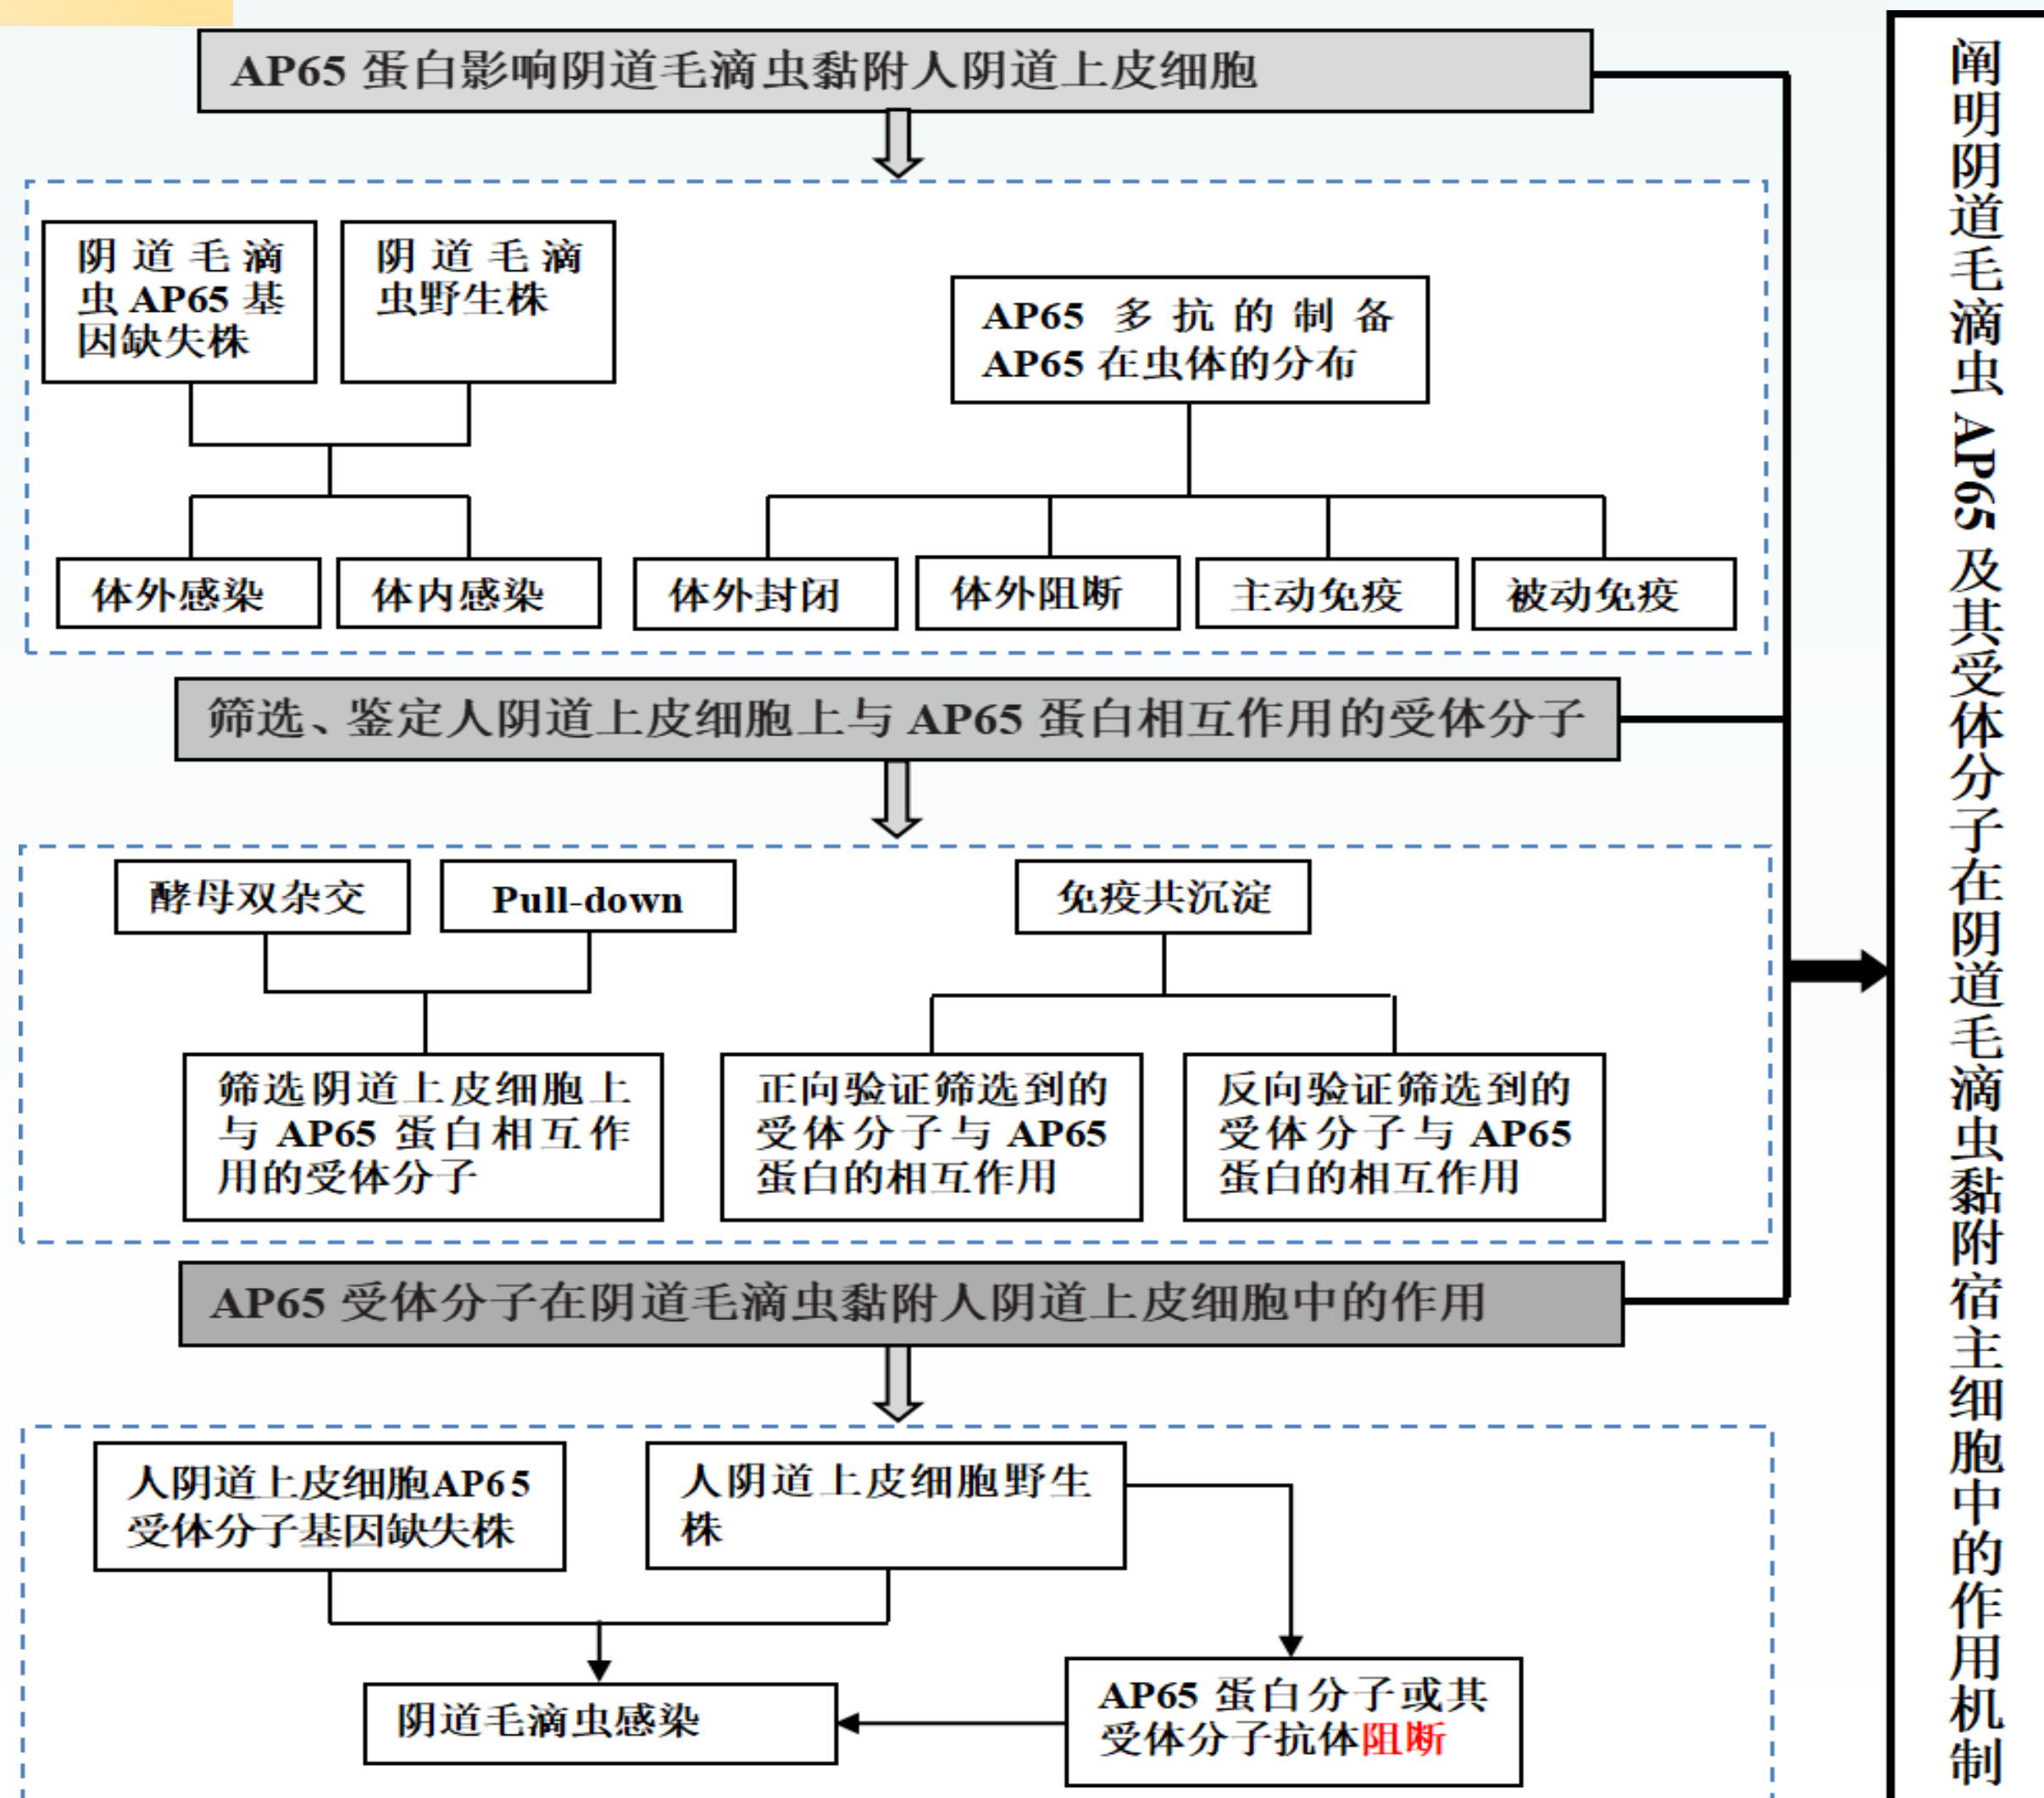 AP65 蛋白影响阴道毛滴虫黏附人阴道上皮细胞
阴道毛滴
虫 AP65 基
因缺失株
阴道毛滴
虫野生株
AP65 多抗的制备
AP65 在虫体的分布
体外感染
体内感染
体外封闭
体外阻断
主动免疫
被动免疫
筛选、鉴定人阴道上皮细胞上与 AP65 蛋白相互作用的受体分子
酵母双杂交
Pull-down
免疫共沉淀
筛选阴道上皮细胞上
与 AP65 蛋白相互作
用的受体分子
正向验证筛选到的
受体分子与 AP65
蛋白的相互作用
反向验证筛选到的
受体分子与 AP65
蛋白的相互作用
AP65 受体分子在阴道毛滴虫黏附人阴道上皮细胞中的作用
人阴道上皮细胞AP65
受体分子基因缺失株
人阴道上皮细胞野生
株
阴道毛滴虫感染
AP65 蛋白分子或其
受体分子抗体阻断
阐明阴道毛滴虫 AP65 及其受体分子在阴道毛滴虫黏附宿主细胞中的作用机制